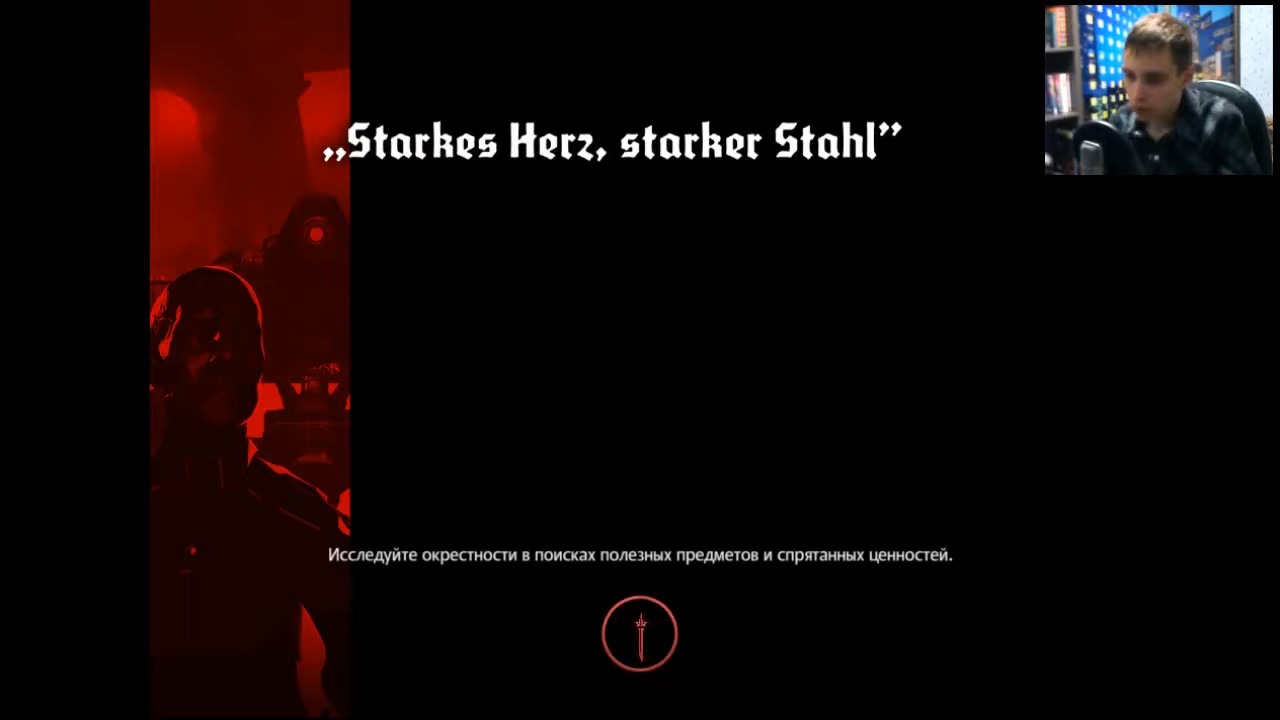 „Starkes Herz, starker Stahl”
Исследуйте окрестности в поисках полезных предметов и спрятанных ценностей.